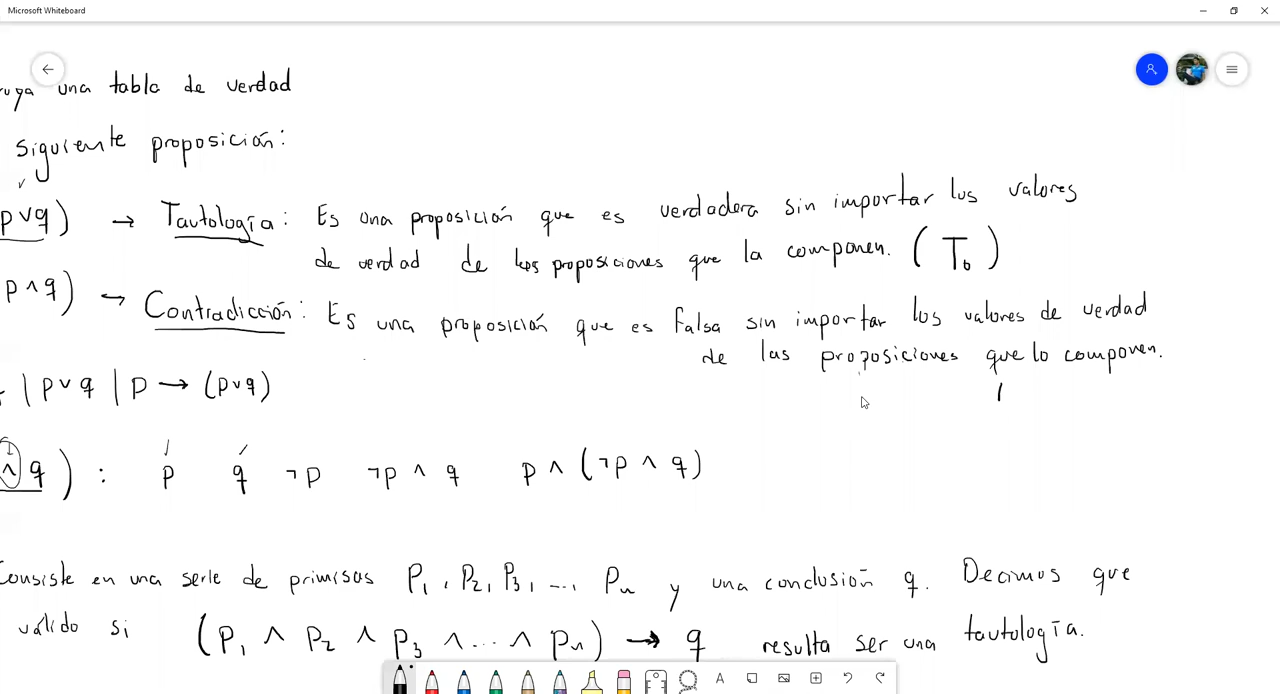 Microsoft Whiteboard
ruya una tabla de verdad
siguiente proposición:
p ∨ q) → Tautología: Es una proposición que es verdadera sin importar los valores
de verdad de las proposiciones que la componen. (T₀)
p ∧ q) → Contradicción: Es una proposición que es falsa sin importar los valores de verdad
de las proposiciones que lo componen.
| p ∨ q | p → (p ∨ q)
∧ q) : p q ¬p ¬p ∧ q p ∧ (¬p ∧ q)
Consiste en una serie de primisas P₁, P₂, P₃, ..., Pₙ y una conclusión q. Decimos que
válido si (P₁ ∧ P₂ ∧ P₃ ∧ ... ∧ Pₙ) → q resulta ser una tautología.